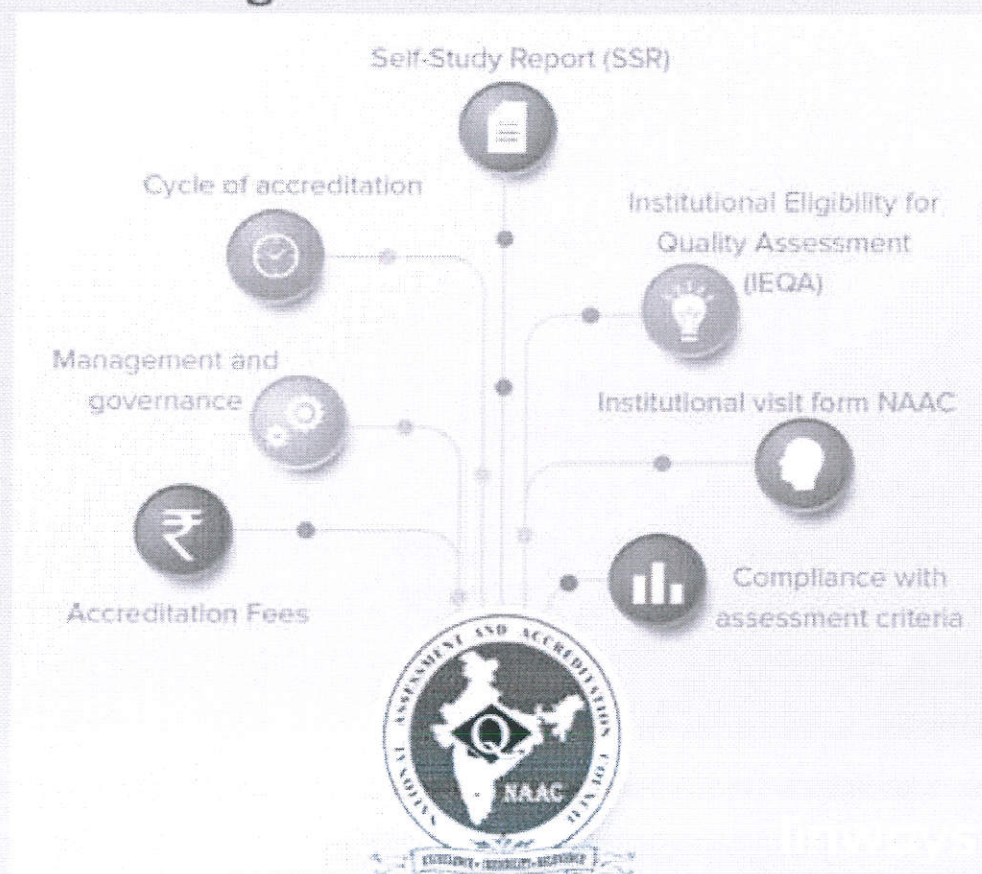 Self-Study Report (SSR)
Cycle of accreditation
Institutional Eligibility for
Quality Assessment
(IEQA)
Management and
governance
Institutional visit form NAAC
₹
Accreditation Fees
Compliance with
assessment criteria
NATIONAL ASSESSMENT AND ACCREDITATION COUNCIL
Q
NAAC
linways